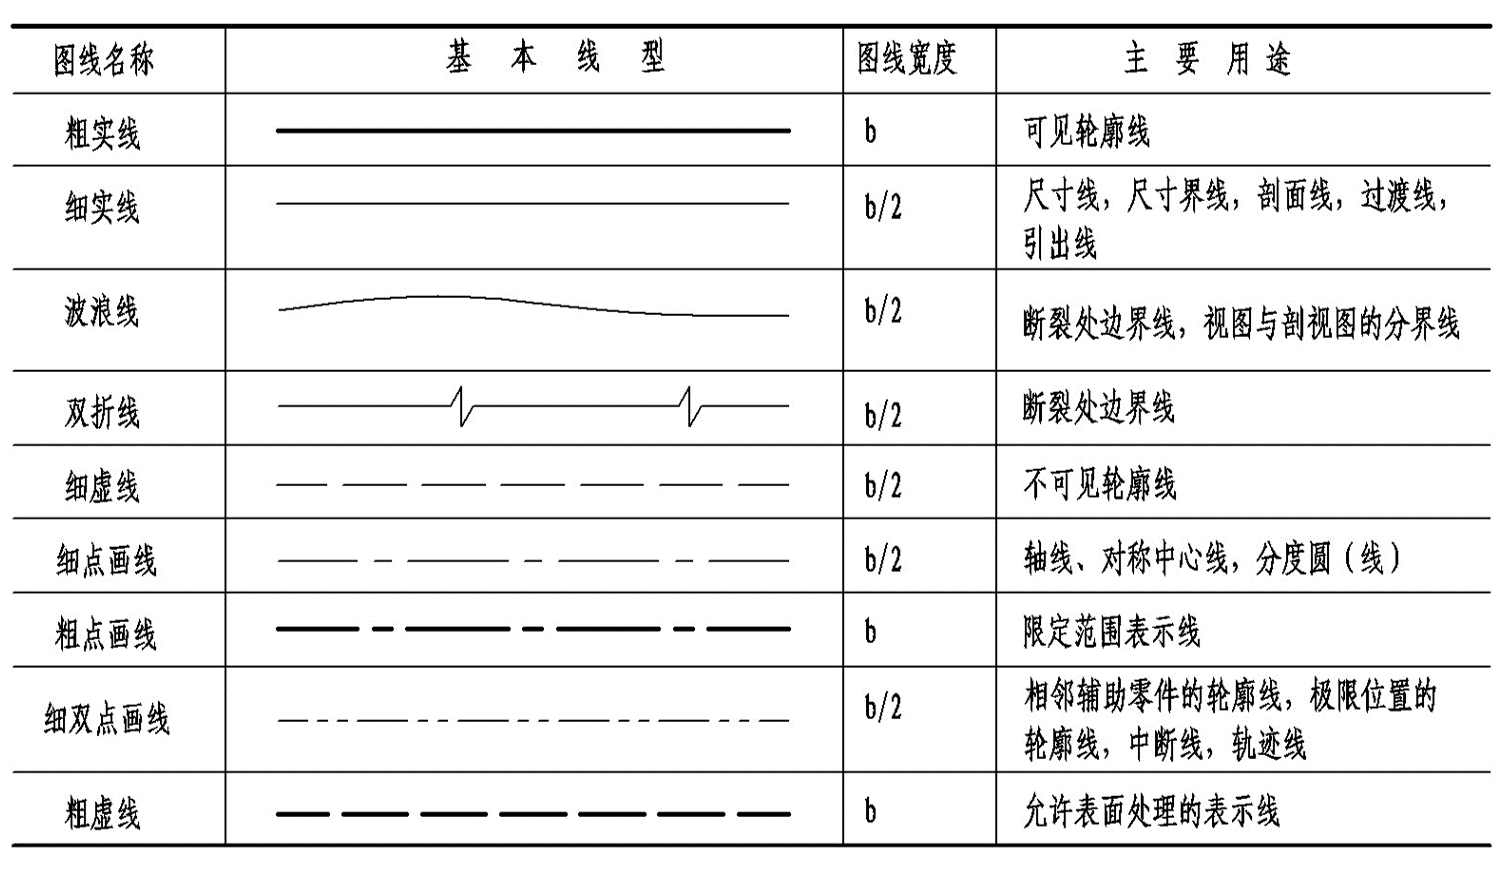 图线名称 基本线型 图线宽度 主要用途
粗实线 b 可见轮廓线
细实线 b/2 尺寸线，尺寸界线，剖面线，过渡线，
引出线
波浪线 b/2 断裂处边界线，视图与剖视图的分界线
双折线 b/2 断裂处边界线
细虚线 b/2 不可见轮廓线
细点画线 b/2 轴线、对称中心线，分度圆（线）
粗点画线 b 限定范围表示线
细双点画线 b/2 相邻辅助零件的轮廓线，极限位置的
轮廓线，中断线，轨迹线
粗虚线 b 允许表面处理的表示线